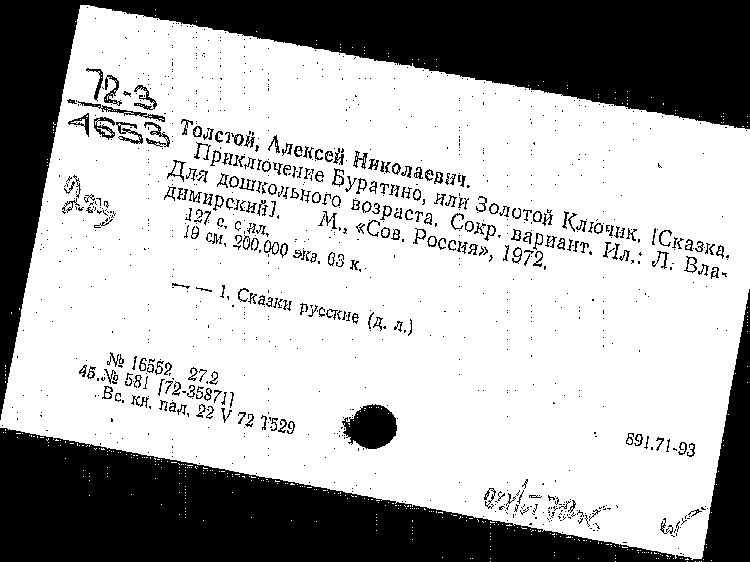 72-3
4653
Толстой, Алексей Николаевич.
Приключение Буратино, или Золотой Ключик. [Сказка.
Для дошкольного возраста. Сокр. вариант. Ил.: Л. Вла-
димирский]. М., «Сов. Россия», 1972.
127 с. с ил.
19 см. 200.000 экз. 63 к.
— — 1. Сказки русские (д. л.)
№ 16552 27.2
45.№ 581 [72-35871]
Вс. кн. пал. 22 V 72 Т529
891.71-93